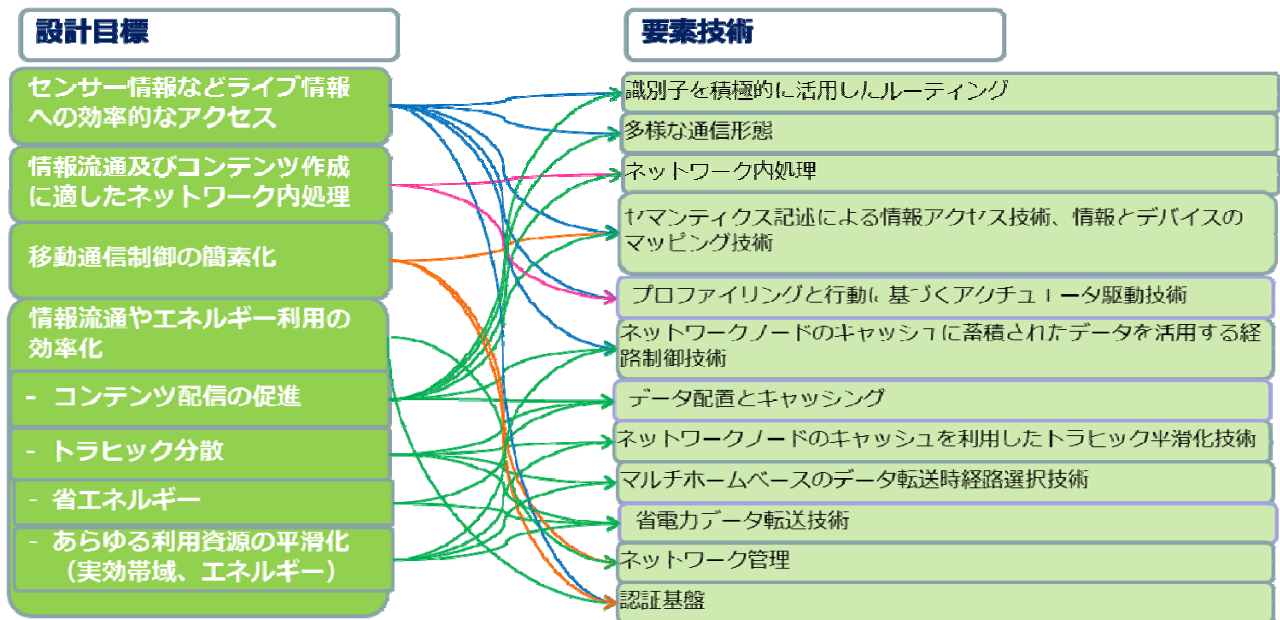 設計目標
センサー情報などライブ情報
への効率的なアクセス
情報流通及びコンテンツ作成
に適したネットワーク内処理
移動通信制御の簡素化
情報流通やエネルギー利用の
効率化
- コンテンツ配信の促進
- トラヒック分散
- 省エネルギー
- あらゆる利用資源の平滑化
（実効帯域、エネルギー）
要素技術
識別子を積極的に活用したルーティング
多様な通信形態
ネットワーク内処理
セマンティクス記述による情報アクセス技術、情報とデバイスの
マッピング技術
プロファイリングと行動に基づくアクチュエータ駆動技術
ネットワークノードのキャッシュに蓄積されたデータを活用する経
路制御技術
データ配置とキャッシング
ネットワークノードのキャッシュを利用したトラヒック平滑化技術
マルチホームベースのデータ転送時経路選択技術
省電力データ転送技術
ネットワーク管理
認証基盤